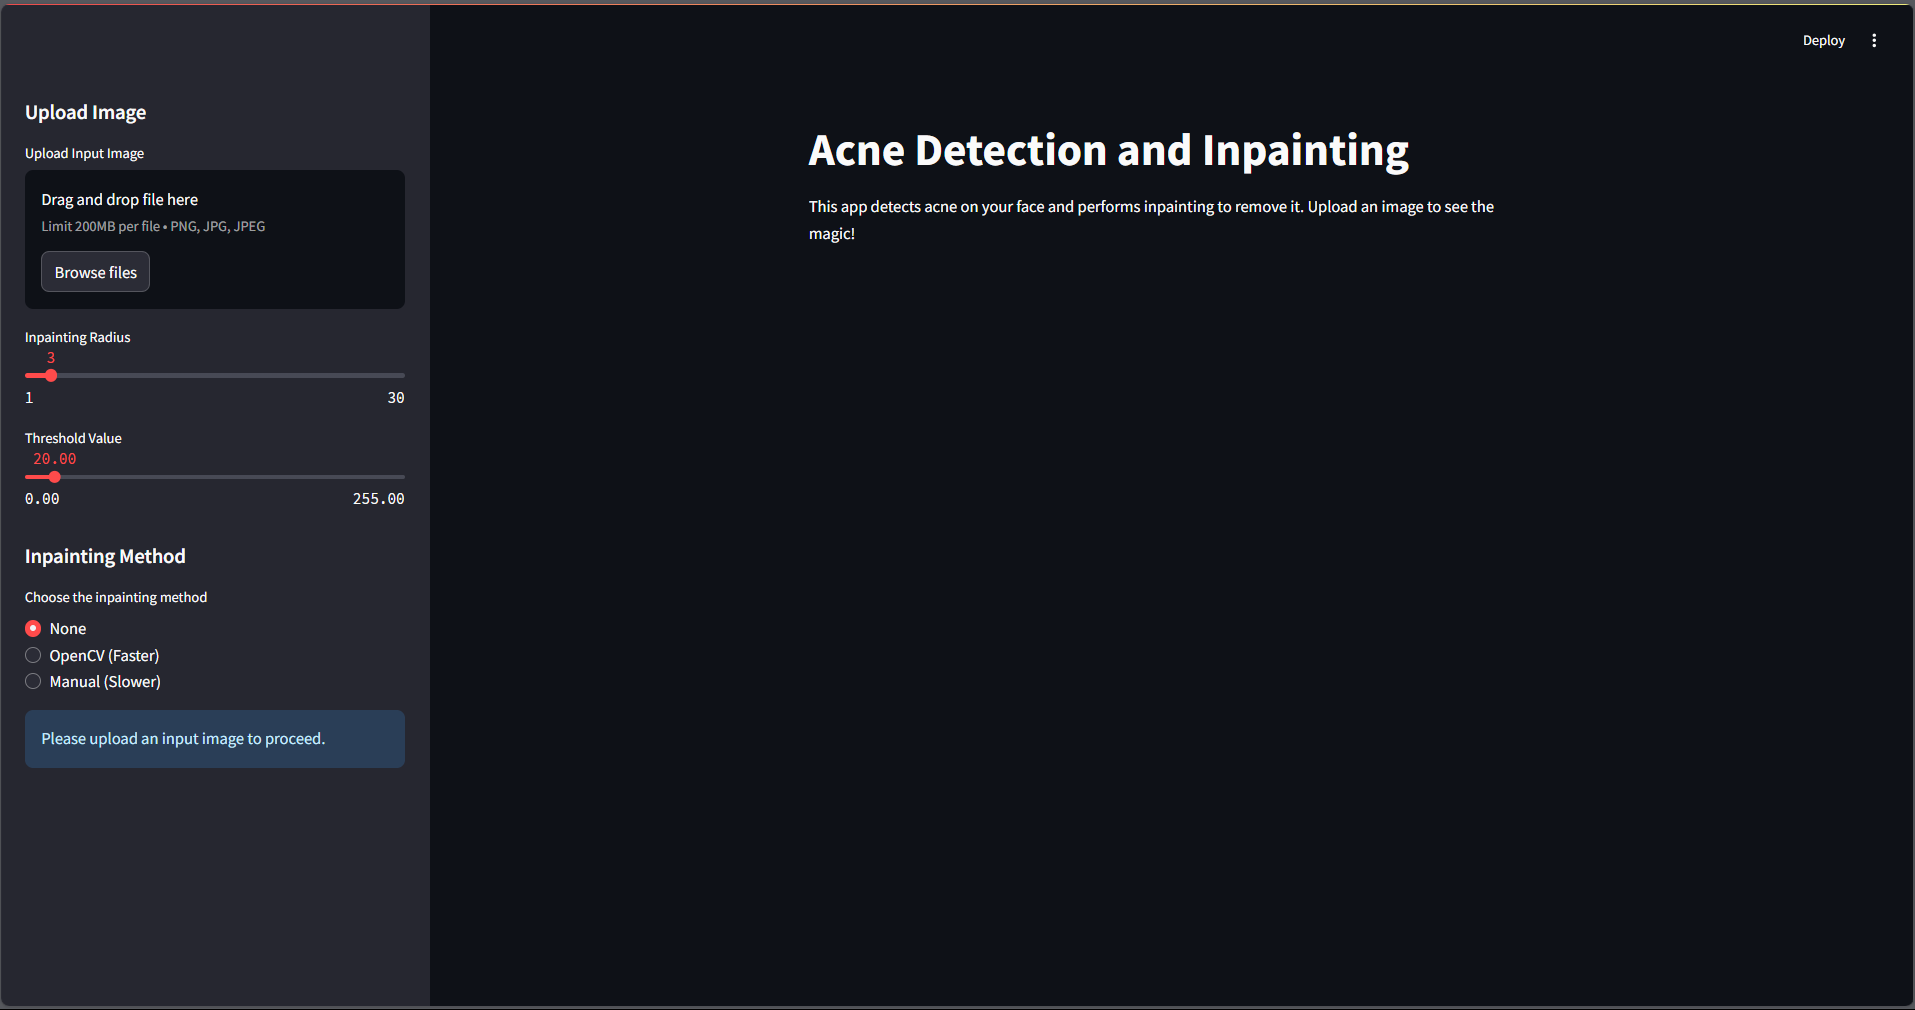 Deploy
Upload Image
Upload Input Image
Drag and drop file here
Limit 200MB per file • PNG, JPG, JPEG
Browse files
Inpainting Radius
3
1 30
Threshold Value
20.00
0.00 255.00
Inpainting Method
Choose the inpainting method
None
OpenCV (Faster)
Manual (Slower)
Please upload an input image to proceed.
Acne Detection and Inpainting
This app detects acne on your face and performs inpainting to remove it. Upload an image to see the
magic!